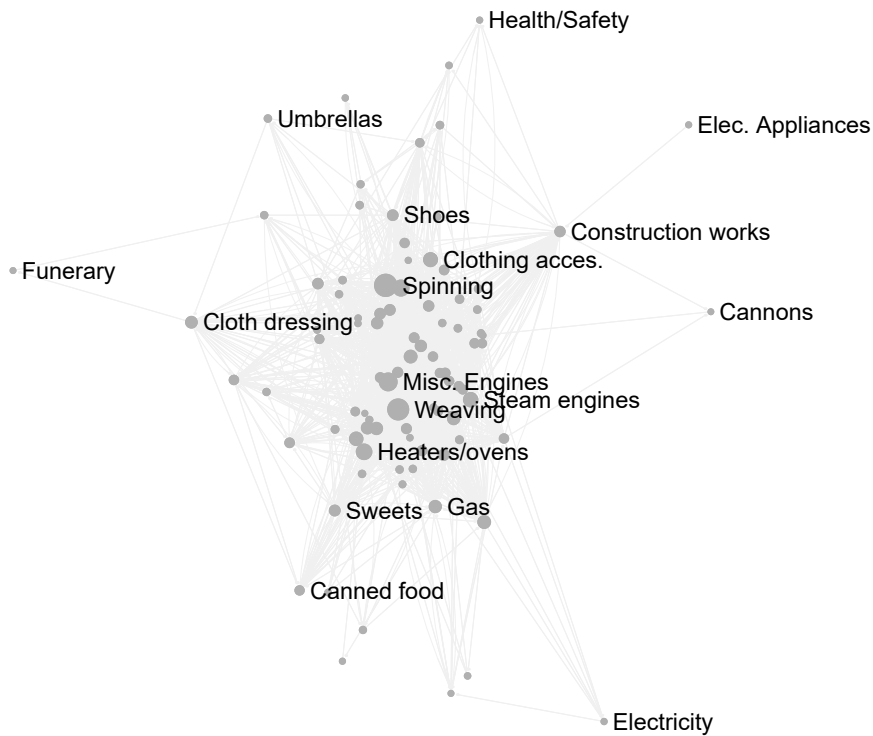 Health/Safety
Umbrellas
Elec. Appliances
Shoes
Construction works
Clothing acces.
Funerary
Spinning
Cannons
Cloth dressing
Misc. Engines
Steam engines
Weaving
Heaters/ovens
Gas
Sweets
Canned food
Electricity